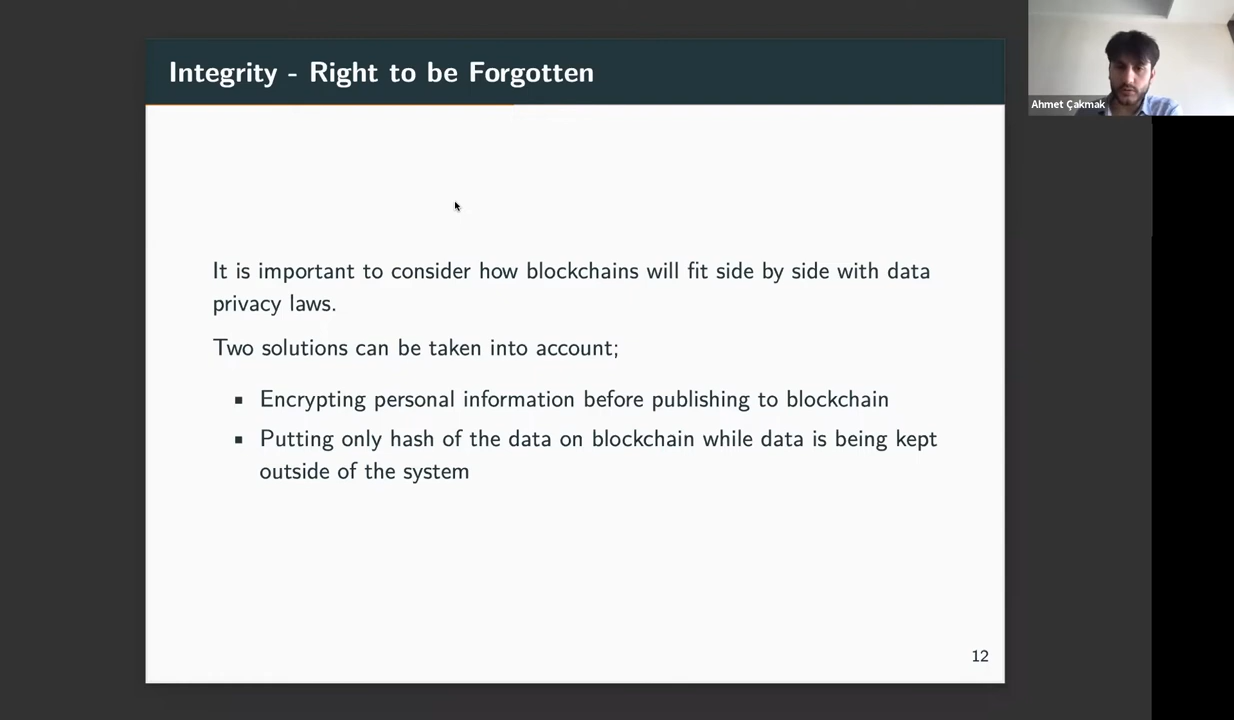 Integrity - Right to be Forgotten
Ahmet Çakmak
It is important to consider how blockchains will fit side by side with data
privacy laws.
Two solutions can be taken into account;
▪ Encrypting personal information before publishing to blockchain
▪ Putting only hash of the data on blockchain while data is being kept
outside of the system
12